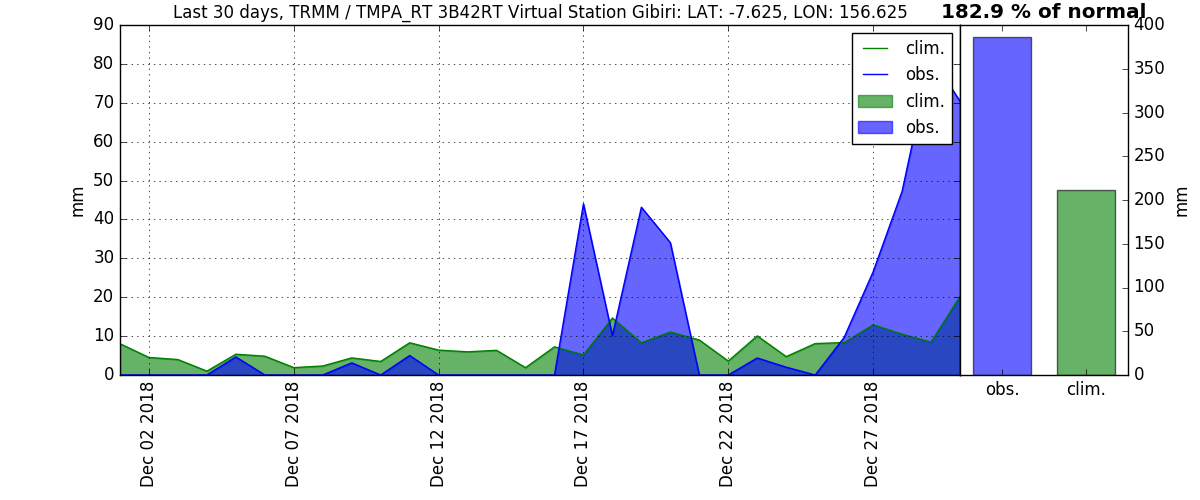 Last 30 days, TRMM / TMPA_RT 3B42RT Virtual Station Gibiri: LAT: -7.625, LON: 156.625
182.9 % of normal
90
80
70
60
50
40
30
20
10
0
mm
clim.
obs.
clim.
obs.
Dec 02 2018
Dec 07 2018
Dec 12 2018
Dec 17 2018
Dec 22 2018
Dec 27 2018
400
350
300
250
200
150
100
50
0
mm
obs.
clim.